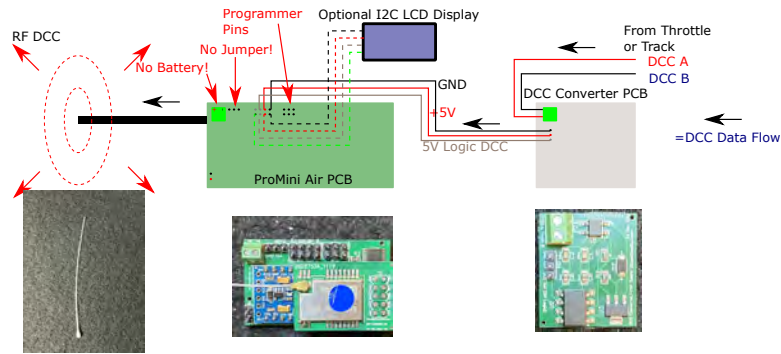 RF DCC
Programmer
Pins
No Jumper!
No Battery!
Optional I2C LCD Display
From Throttle
or Track
DCC A
DCC B
GND
DCC Converter PCB
+5V
5V Logic DCC
=DCC Data Flow
ProMini Air PCB